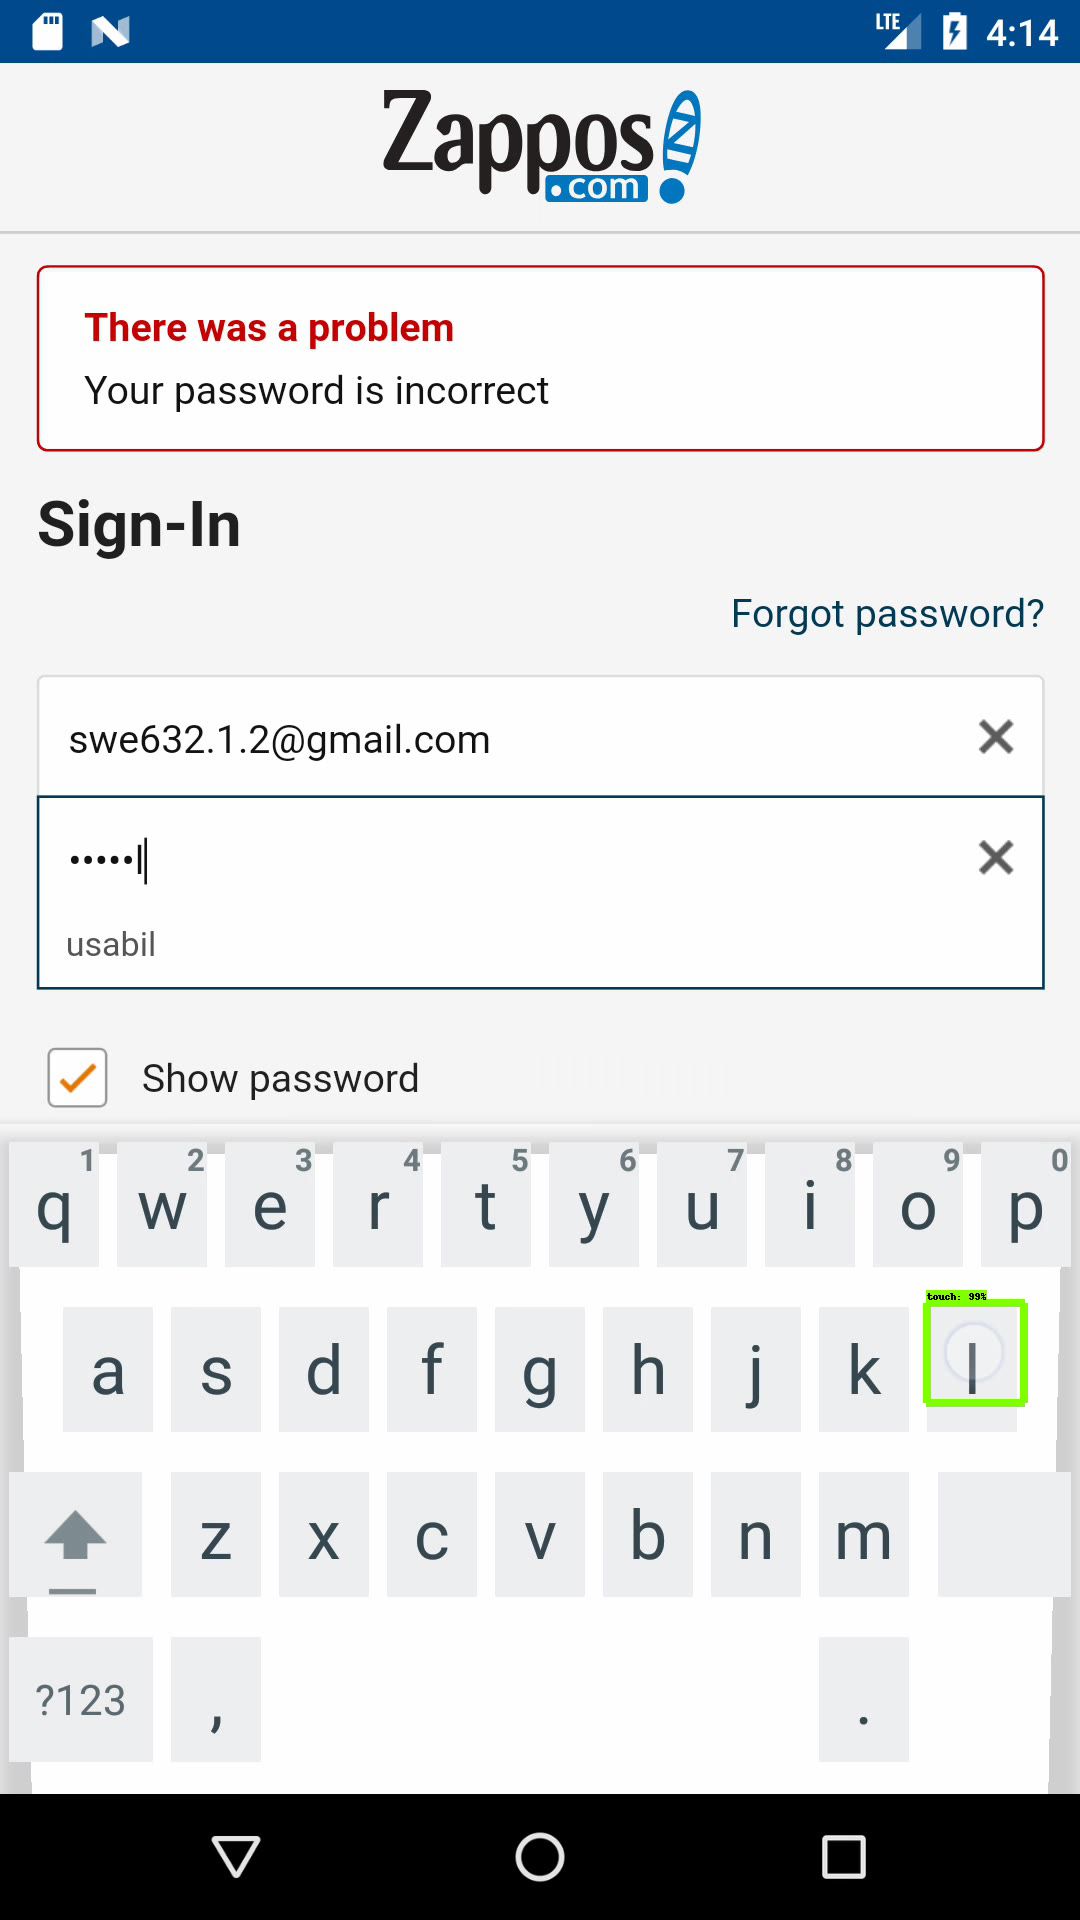 LTE 4:14
Zappos
.com
There was a problem
Your password is incorrect
Sign-In
Forgot password?
swe632.1.2@gmail.com
•••••l
usabil
Show password
1 2 3 4 5 6 7 8 9 0
q w e r t y u i o p
touch: 99%
a s d f g h j k l
z x c v b n m
?123 , .